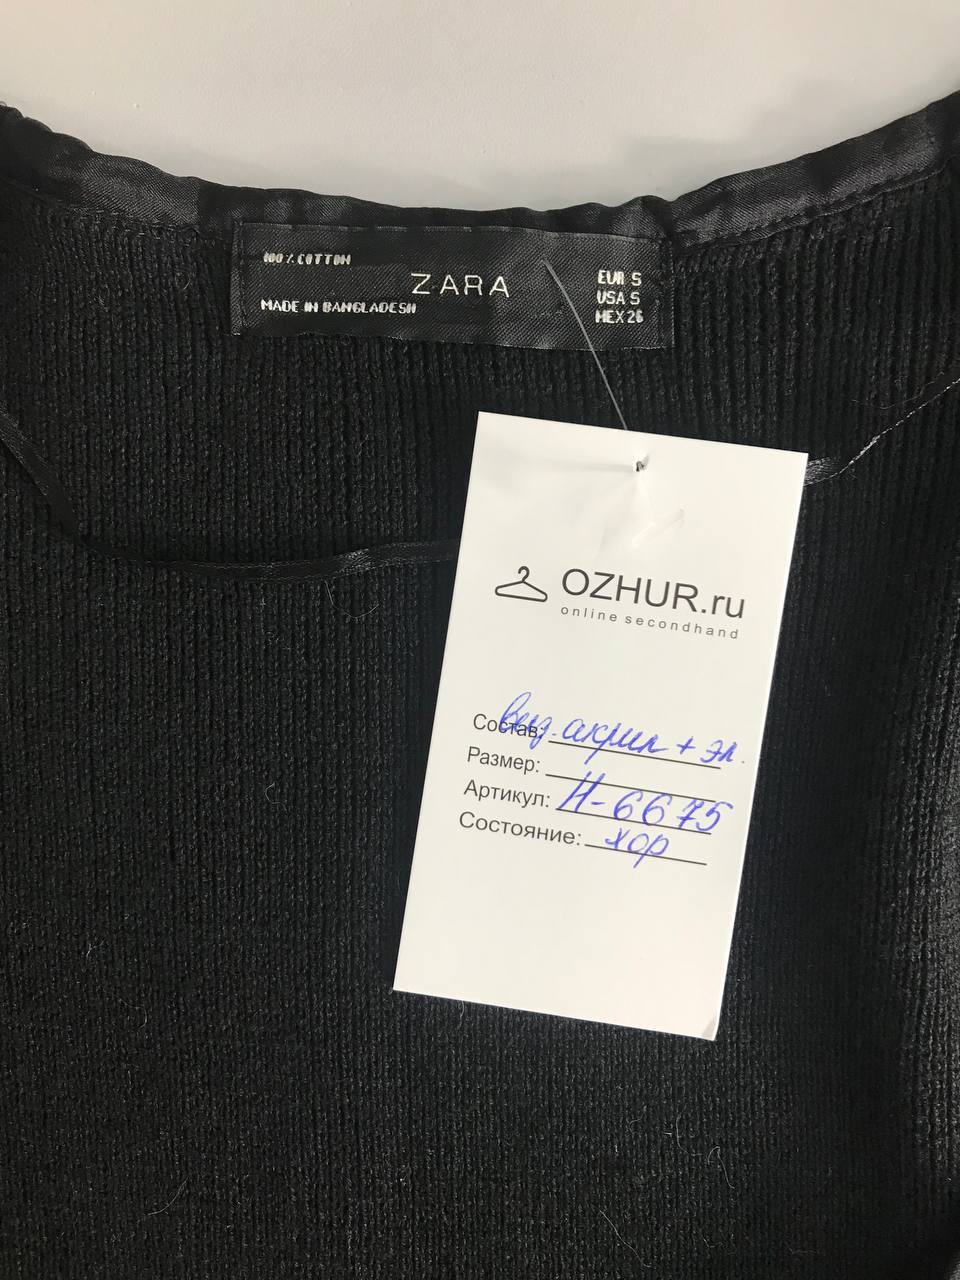 100% COTTON
ZARA
MADE IN BANGLADESH
EUR S
USA S
MEX 26
OZHUR.ru
online secondhand
Состав: виз. акрил + эл.
Размер:
Артикул: Н-6675
Состояние: хор